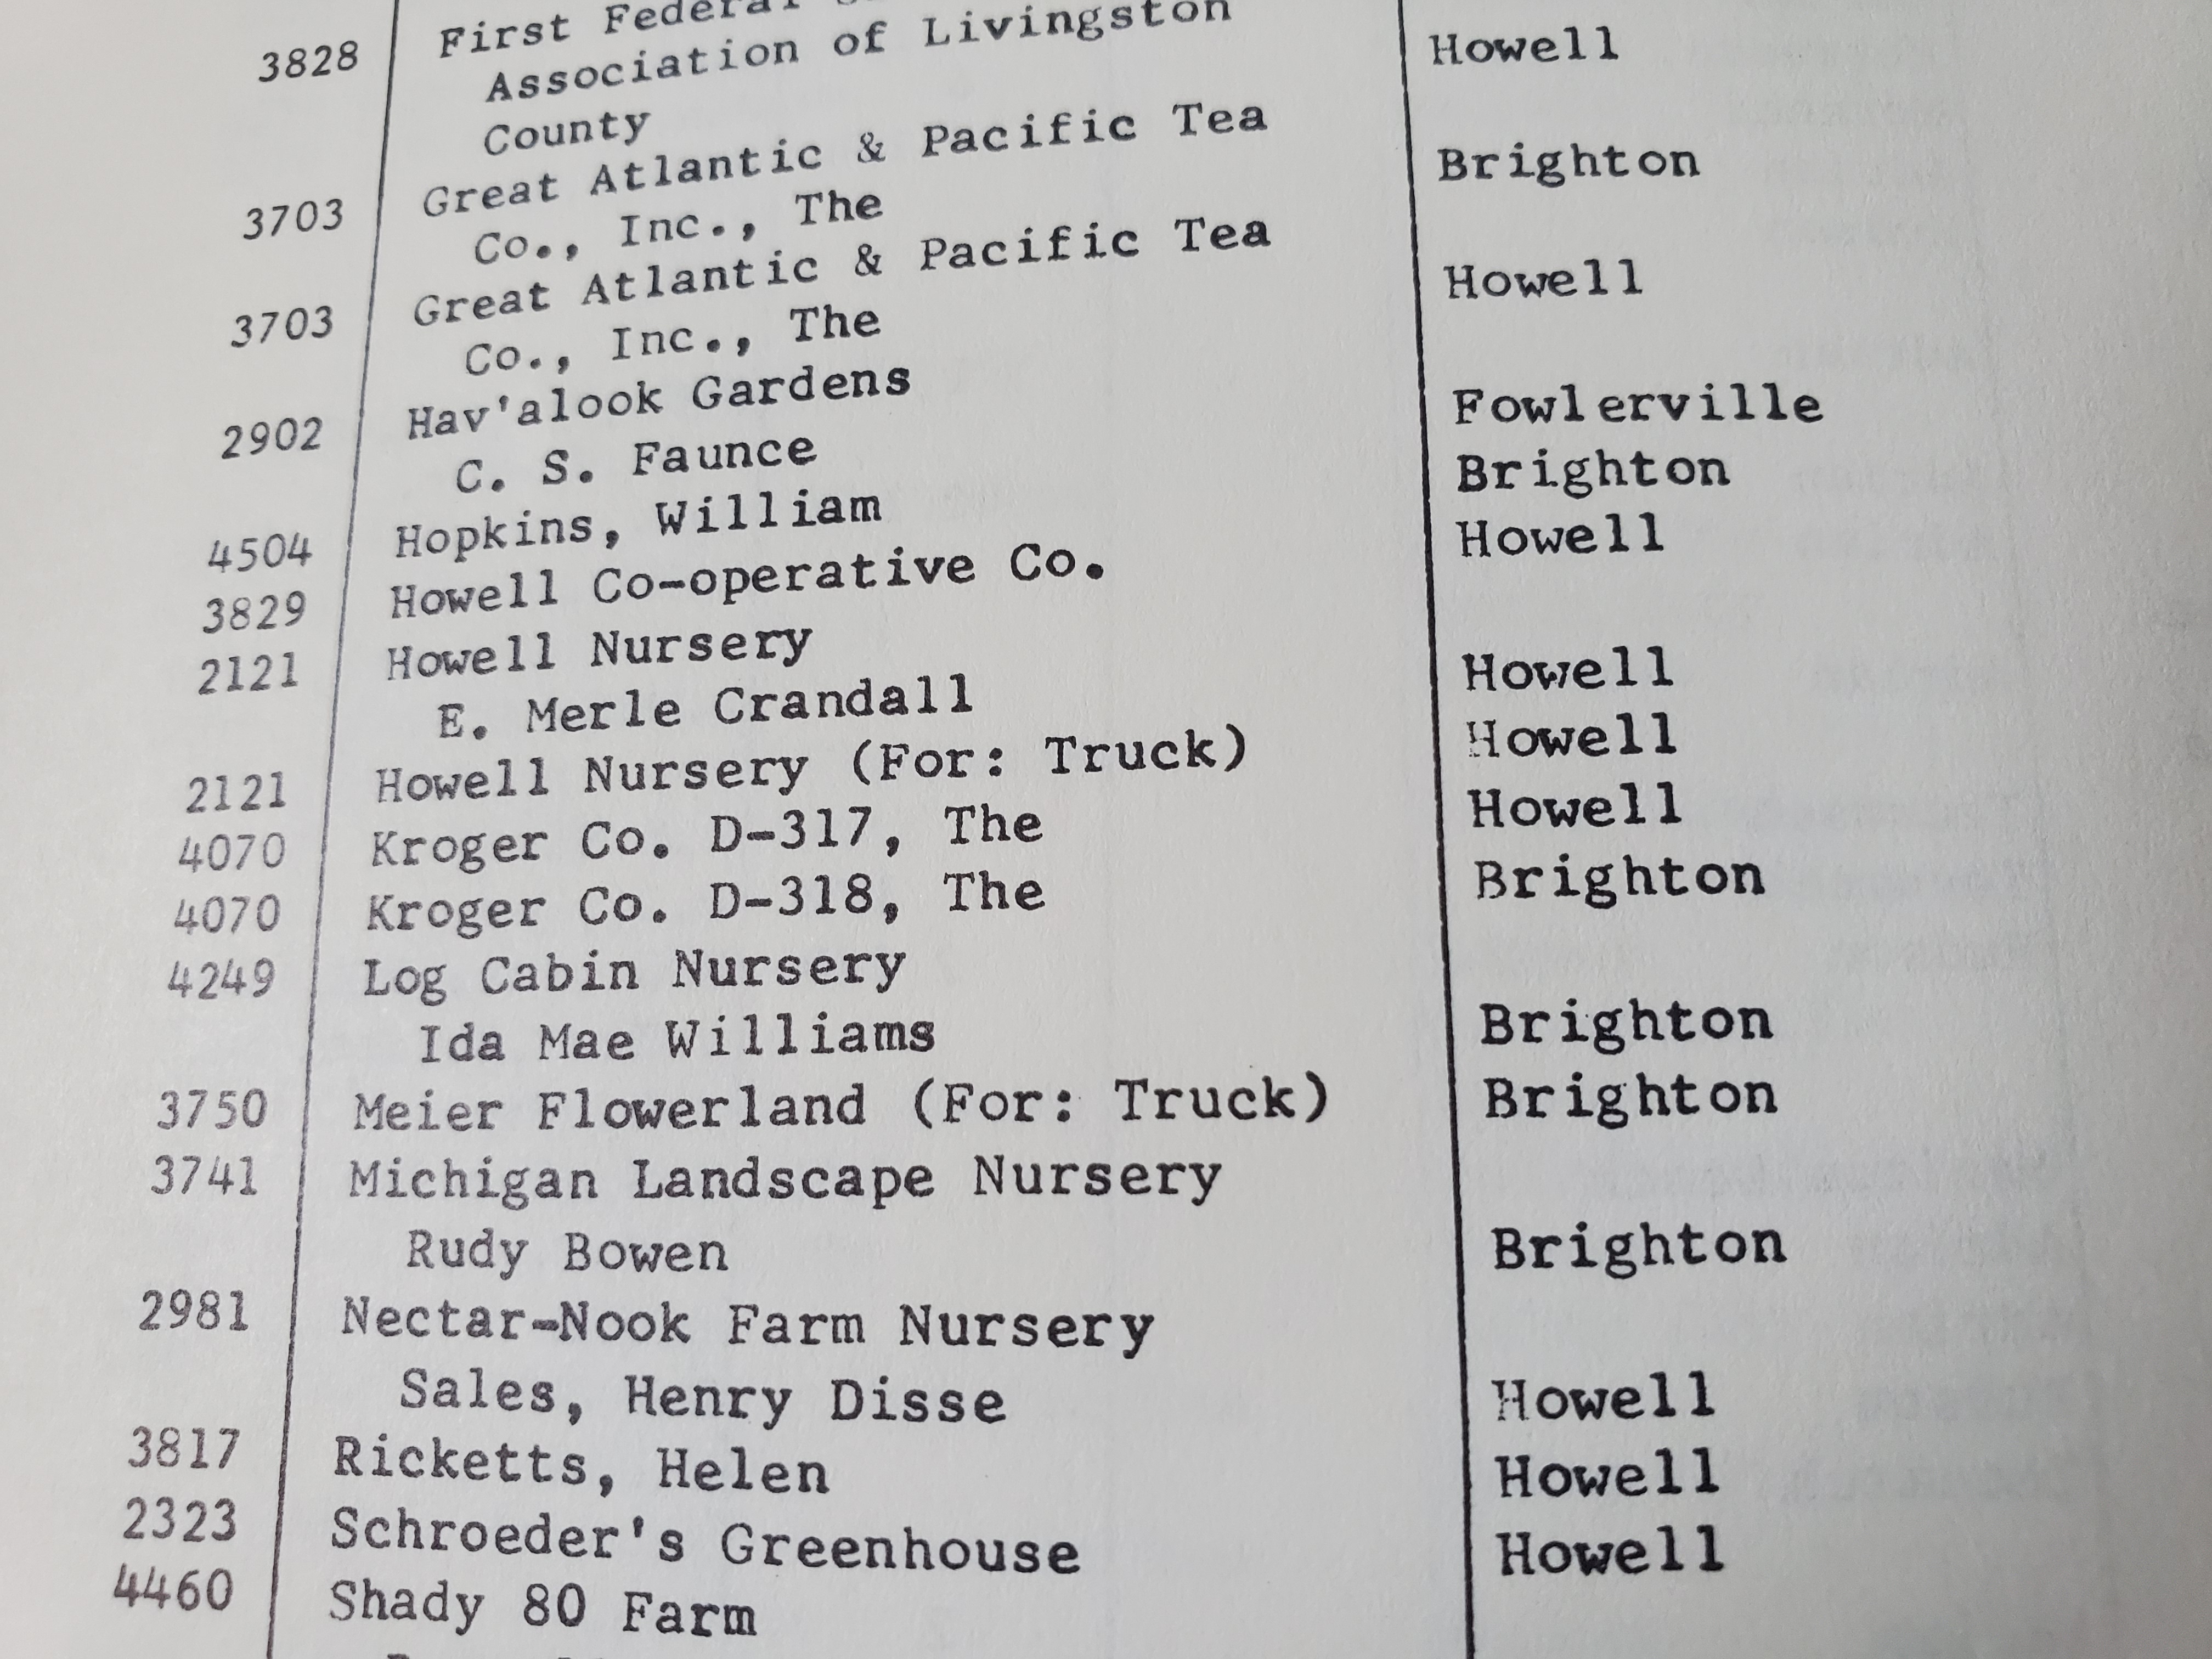 3828 First Federal
Association of Livingston
County Howell
3703 Great Atlantic & Pacific Tea
Co., Inc., The Brighton
3703 Great Atlantic & Pacific Tea
Co., Inc., The Howell
2902 Hav'alook Gardens
C. S. Faunce Fowlerville
4504 Hopkins, William Brighton
3829 Howell Co-operative Co. Howell
2121 Howell Nursery
E. Merle Crandall Howell
2121 Howell Nursery (For: Truck) Howell
4070 Kroger Co. D-317, The Howell
4070 Kroger Co. D-318, The Brighton
4249 Log Cabin Nursery
Ida Mae Williams Brighton
3750 Meier Flowerland (For: Truck) Brighton
3741 Michigan Landscape Nursery
Rudy Bowen Brighton
2981 Nectar-Nook Farm Nursery
Sales, Henry Disse Howell
3817 Ricketts, Helen Howell
2323 Schroeder's Greenhouse Howell
4460 Shady 80 Farm